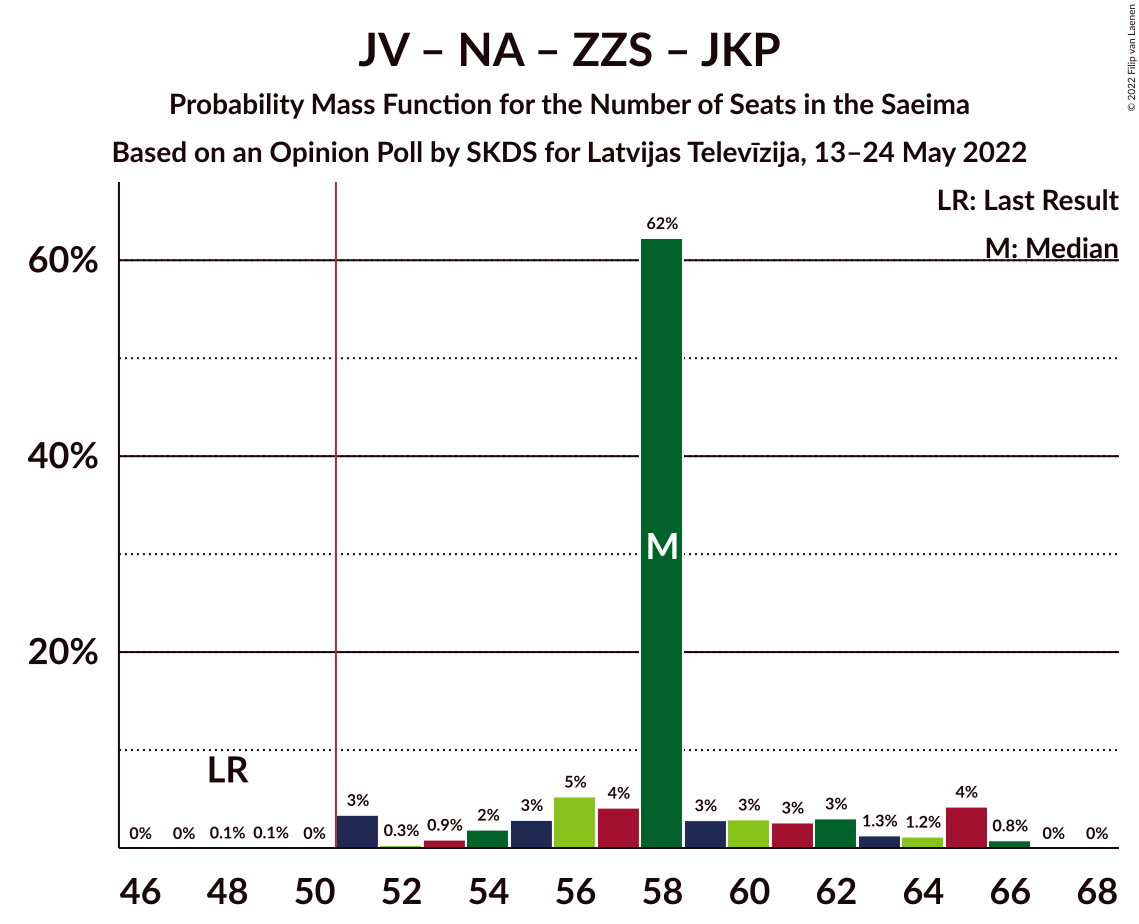 JV – NA – ZZS – JKP
Probability Mass Function for the Number of Seats in the Saeima
Based on an Opinion Poll by SKDS for Latvijas Televīzija, 13–24 May 2022
© 2022 Filip van Laenen
LR: Last Result
M: Median
60%
40%
20%
LR
M
0% 0% 0.1% 0.1% 0% 3% 0.3% 0.9% 2% 3% 5% 4% 62% 3% 3% 3% 3% 1.3% 1.2% 4% 0.8% 0% 0%
46 48 50 52 54 56 58 60 62 64 66 68